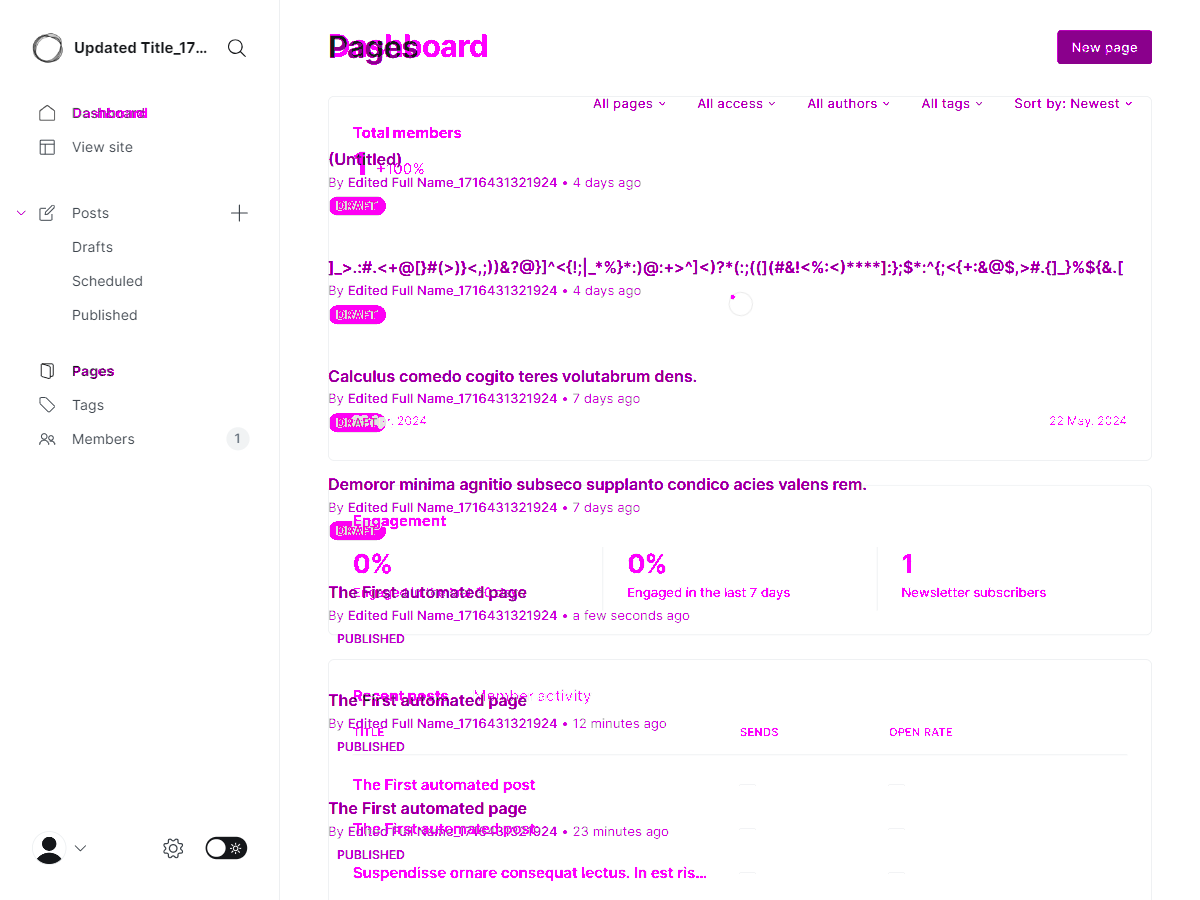 Updated Title_17...
Dashboard
View site
Posts
Drafts
Scheduled
Published
Pages
Tags
Members 1
Pages
Dashboard
New page
All pages All access All authors All tags Sort by: Newest
Total members
1 +100%
(Untitled)
By Edited Full Name_1716431321924 • 4 days ago
DRAFT
]_>.:#.<+@[}#(>)}<,;))&?@}]^<{!;|_*%}*:)@:+>^]<)?*(:;((](#&!<%:<)****]:};$*:^{;<{+:&@$,>#.{]_}%${&.[
By Edited Full Name_1716431321924 • 4 days ago
DRAFT
Calculus comedo cogito teres volutabrum dens.
By Edited Full Name_1716431321924 • 7 days ago
DRAFT
2024 22 May, 2024
Demoror minima agnitio subseco supplanto condico acies valens rem.
By Edited Full Name_1716431321924 • 7 days ago
DRAFT
Engagement
0% 0% 1
Engaged in the last 7 days Newsletter subscribers
The First automated page
By Edited Full Name_1716431321924 • a few seconds ago
PUBLISHED
Recent posts Member activity
The First automated page
By Edited Full Name_1716431321924 • 12 minutes ago
TITLE SENDS OPEN RATE
PUBLISHED
The First automated post
The First automated page
The First automated post
By Edited Full Name_1716431321924 • 23 minutes ago
PUBLISHED
Suspendisse ornare consequat lectus. In est ris...